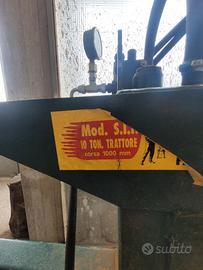 Mod. S.I.
10 TON. TRATTORE
corsa 1000 mm
subito